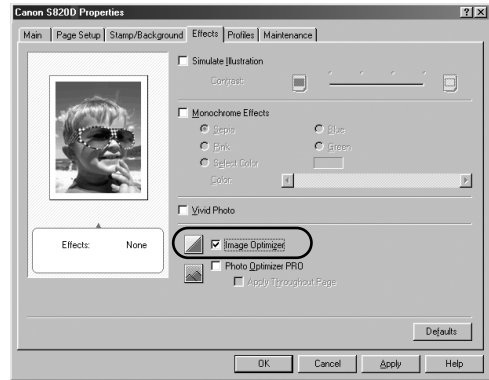 Canon S820D Properties
Main Page Setup Stamp/Background Effects Profiles Maintenance
Simulate Illustration
Contrast:
Monochrome Effects
Sepia Blue
Pink Green
Select Color
Color:
Vivid Photo
Effects: None
Image Optimizer
Photo Optimizer PRO
Apply Throughout Page
Defaults
OK Cancel Apply Help